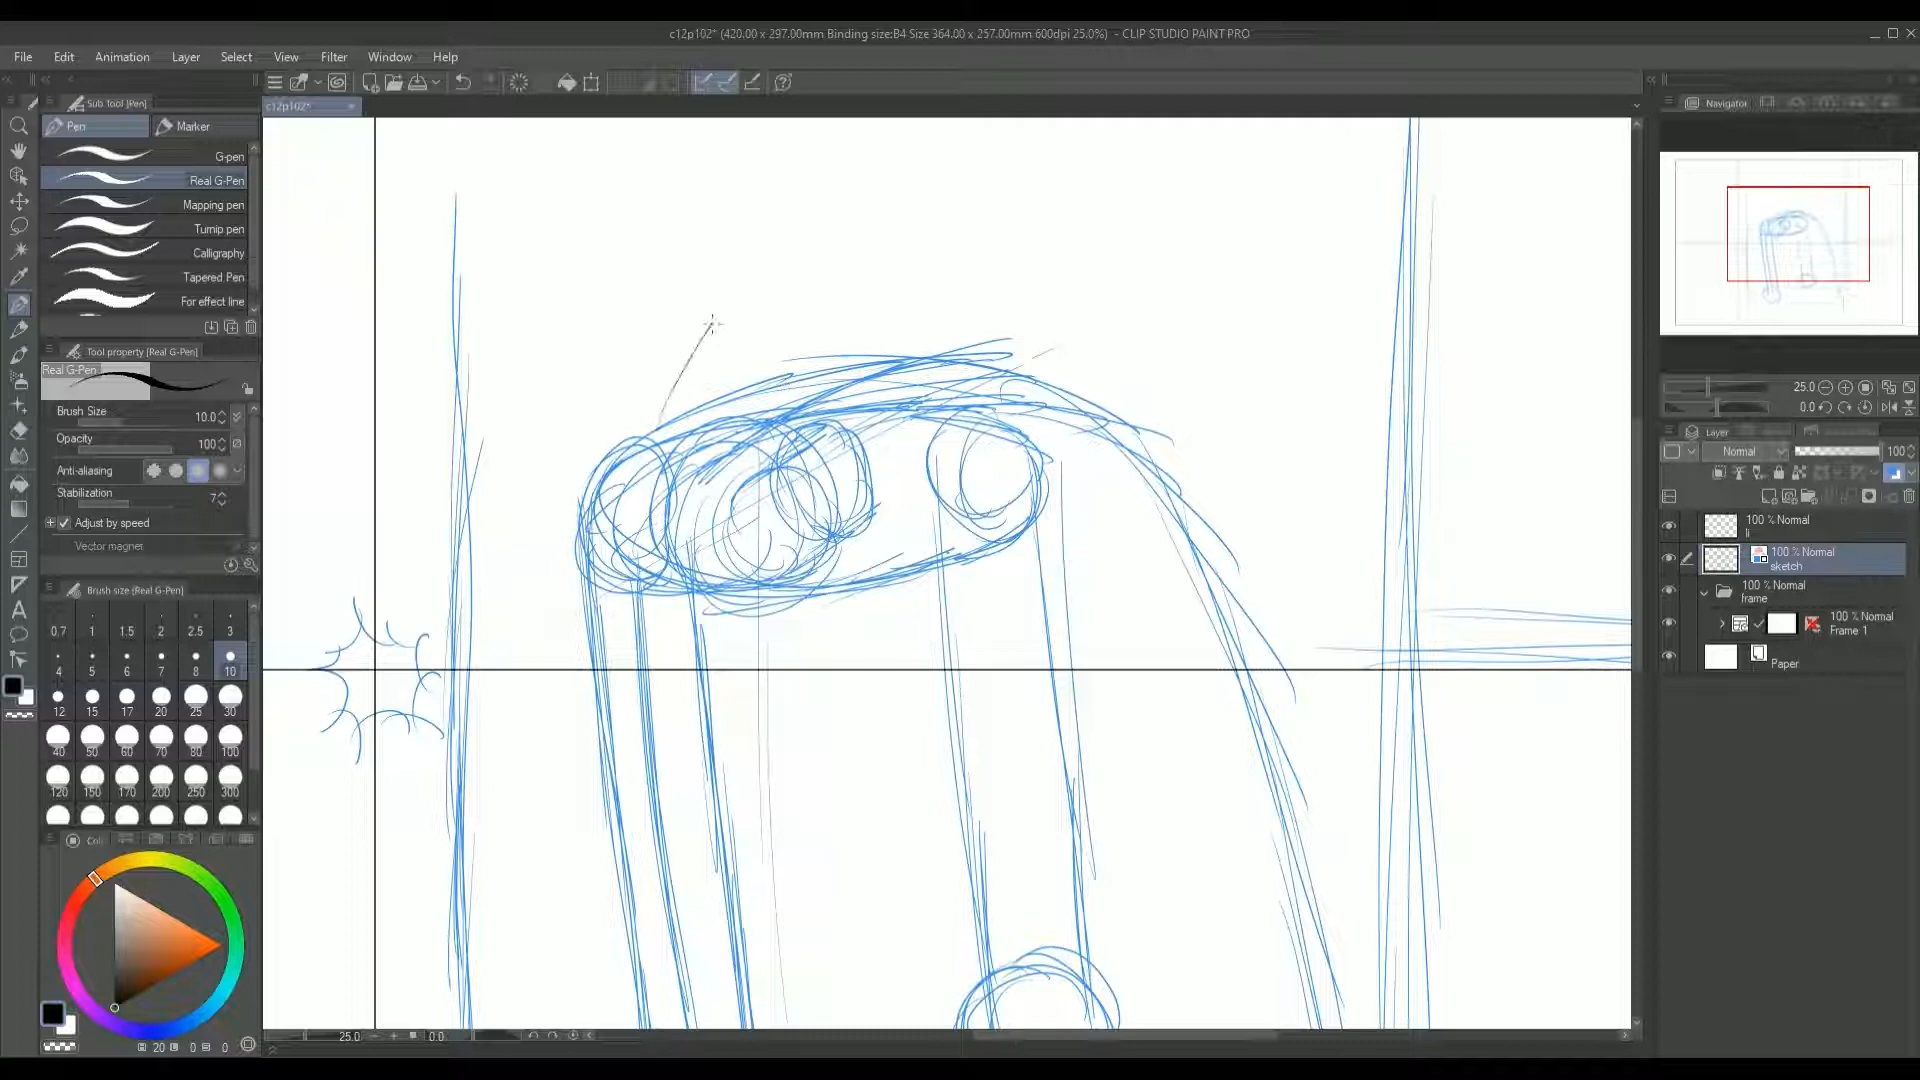 c12p102* (420.00 x 297.00mm Binding size:B4 Size 364.00 x 257.00mm 600dpi 25.0%) - CLIP STUDIO PAINT PRO
File Edit Animation Layer Select View Filter Window Help
Sub Tool [Pen]
c12p102*
Navigator
Pen Marker
G-pen
Real G-Pen
Mapping pen
Turnip pen
Calligraphy
Tapered Pen
For effect line
Tool property [Real G-Pen]
Real G-Pen
Brush Size 10.0
Opacity 100
Anti-aliasing
Stabilization 7
Adjust by speed
Vector magnet
Brush size [Real G-Pen]
0.7 1 1.5 2 2.5 3
4 5 6 7 8 10
12 15 17 20 25 30
40 50 60 70 80 100
120 150 170 200 250 300
20 0 0
25.0 0.0
25.0
0.0
Layer
Normal 100
100 % Normal
100 % Normal
sketch
100 % Normal
frame
100 % Normal
Frame 1
Paper